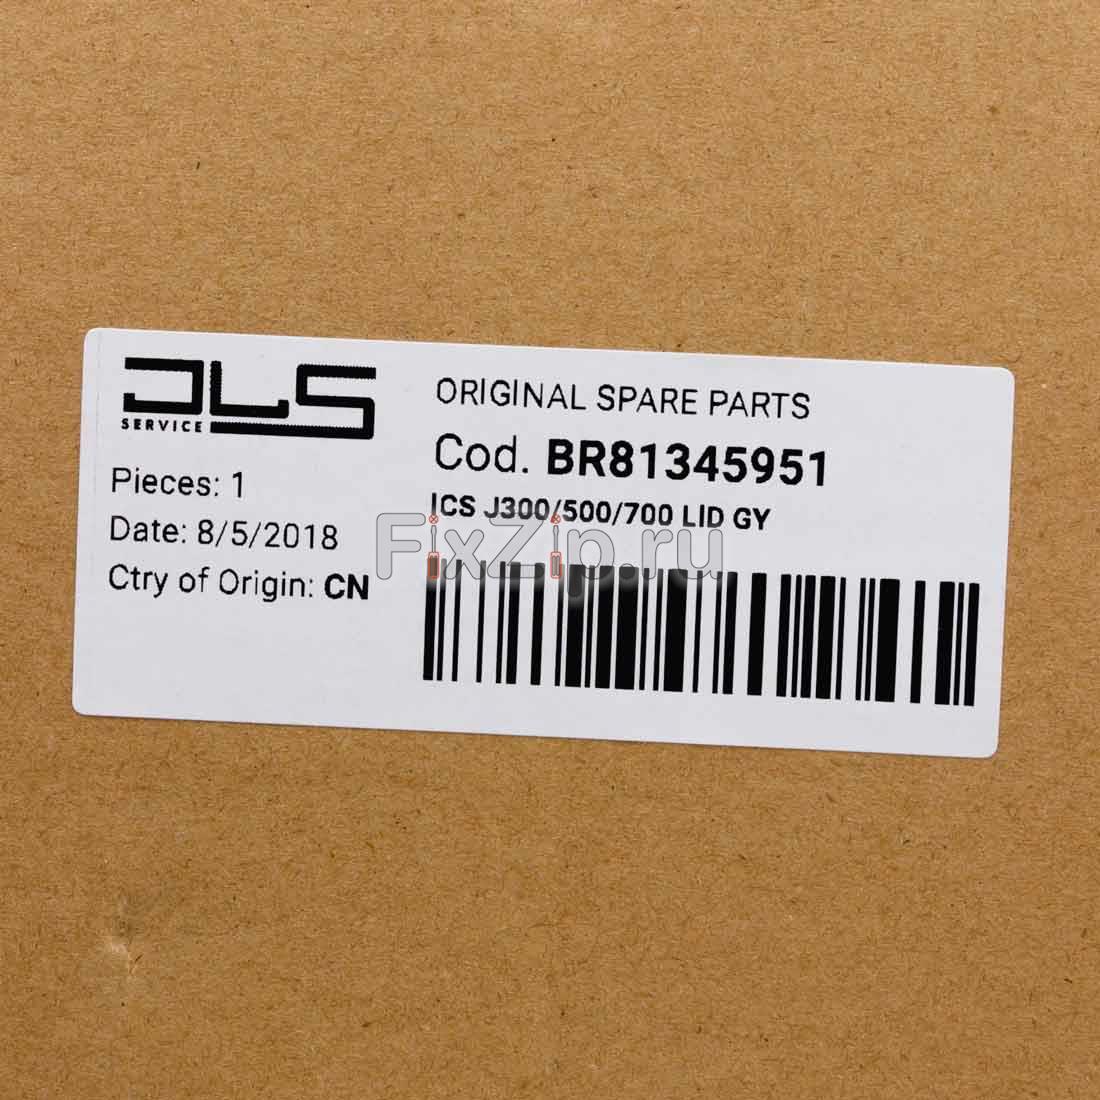 DLS
SERVICE
Pieces: 1
Date: 8/5/2018
Ctry of Origin: CN
ORIGINAL SPARE PARTS
Cod. BR81345951
JCS J300/500/700 LID GY
FixZip.ru